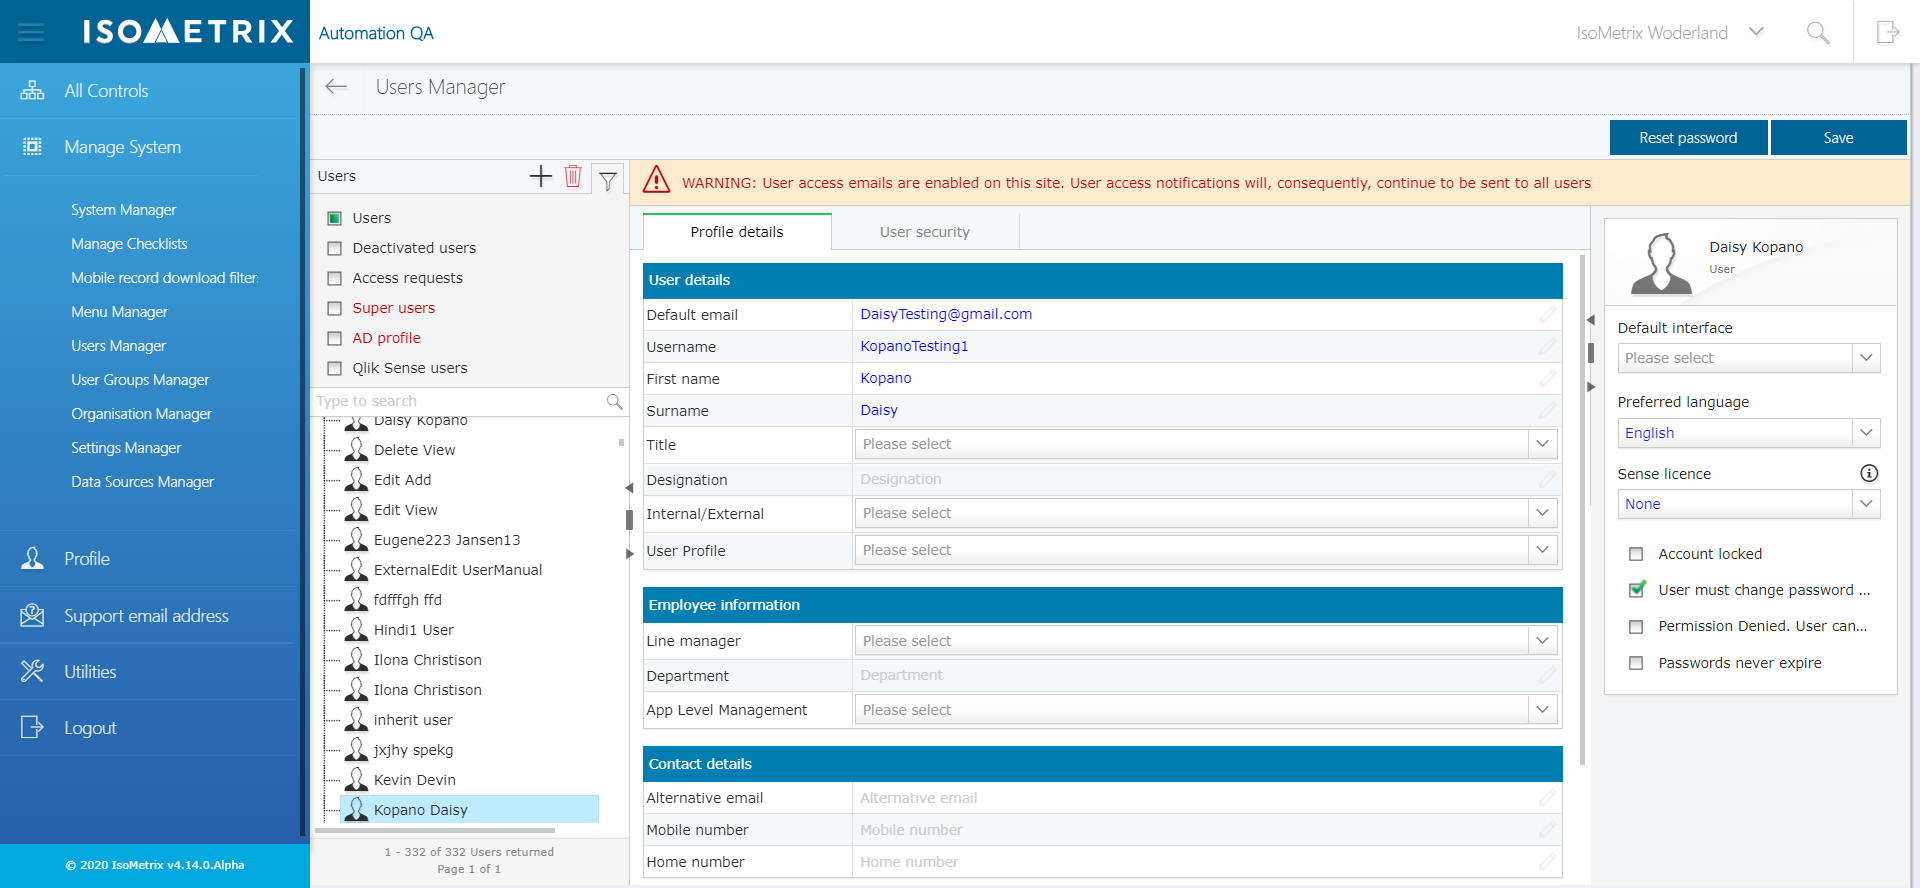 ISOMETRIX
Automation QA
IsoMetrix Woderland
All Controls
Manage System
System Manager
Manage Checklists
Mobile record download filter
Menu Manager
Users Manager
User Groups Manager
Organisation Manager
Settings Manager
Data Sources Manager
Profile
Support email address
Utilities
Logout
© 2020 IsoMetrix v4.14.0.Alpha
Users Manager
Reset password
Save
Users
Users
Deactivated users
Access requests
Super users
AD profile
Qlik Sense users
Type to search
Daisy Kopano
Delete View
Edit Add
Edit View
Eugene223 Jansen13
ExternalEdit UserManual
fdfffgh ffd
Hindi1 User
Ilona Christison
Ilona Christison
inherit user
jxjhy spekg
Kevin Devin
Kopano Daisy
1 - 332 of 332 Users returned
Page 1 of 1
WARNING: User access emails are enabled on this site. User access notifications will, consequently, continue to be sent to all users
Profile details
User security
User details
Default email DaisyTesting@gmail.com
Username KopanoTesting1
First name Kopano
Surname Daisy
Title Please select
Designation Designation
Internal/External Please select
User Profile Please select
Employee information
Line manager Please select
Department Department
App Level Management Please select
Contact details
Alternative email Alternative email
Mobile number Mobile number
Home number Home number
Daisy Kopano
User
Default interface
Please select
Preferred language
English
Sense licence
None
Account locked
User must change password ...
Permission Denied. User can...
Passwords never expire